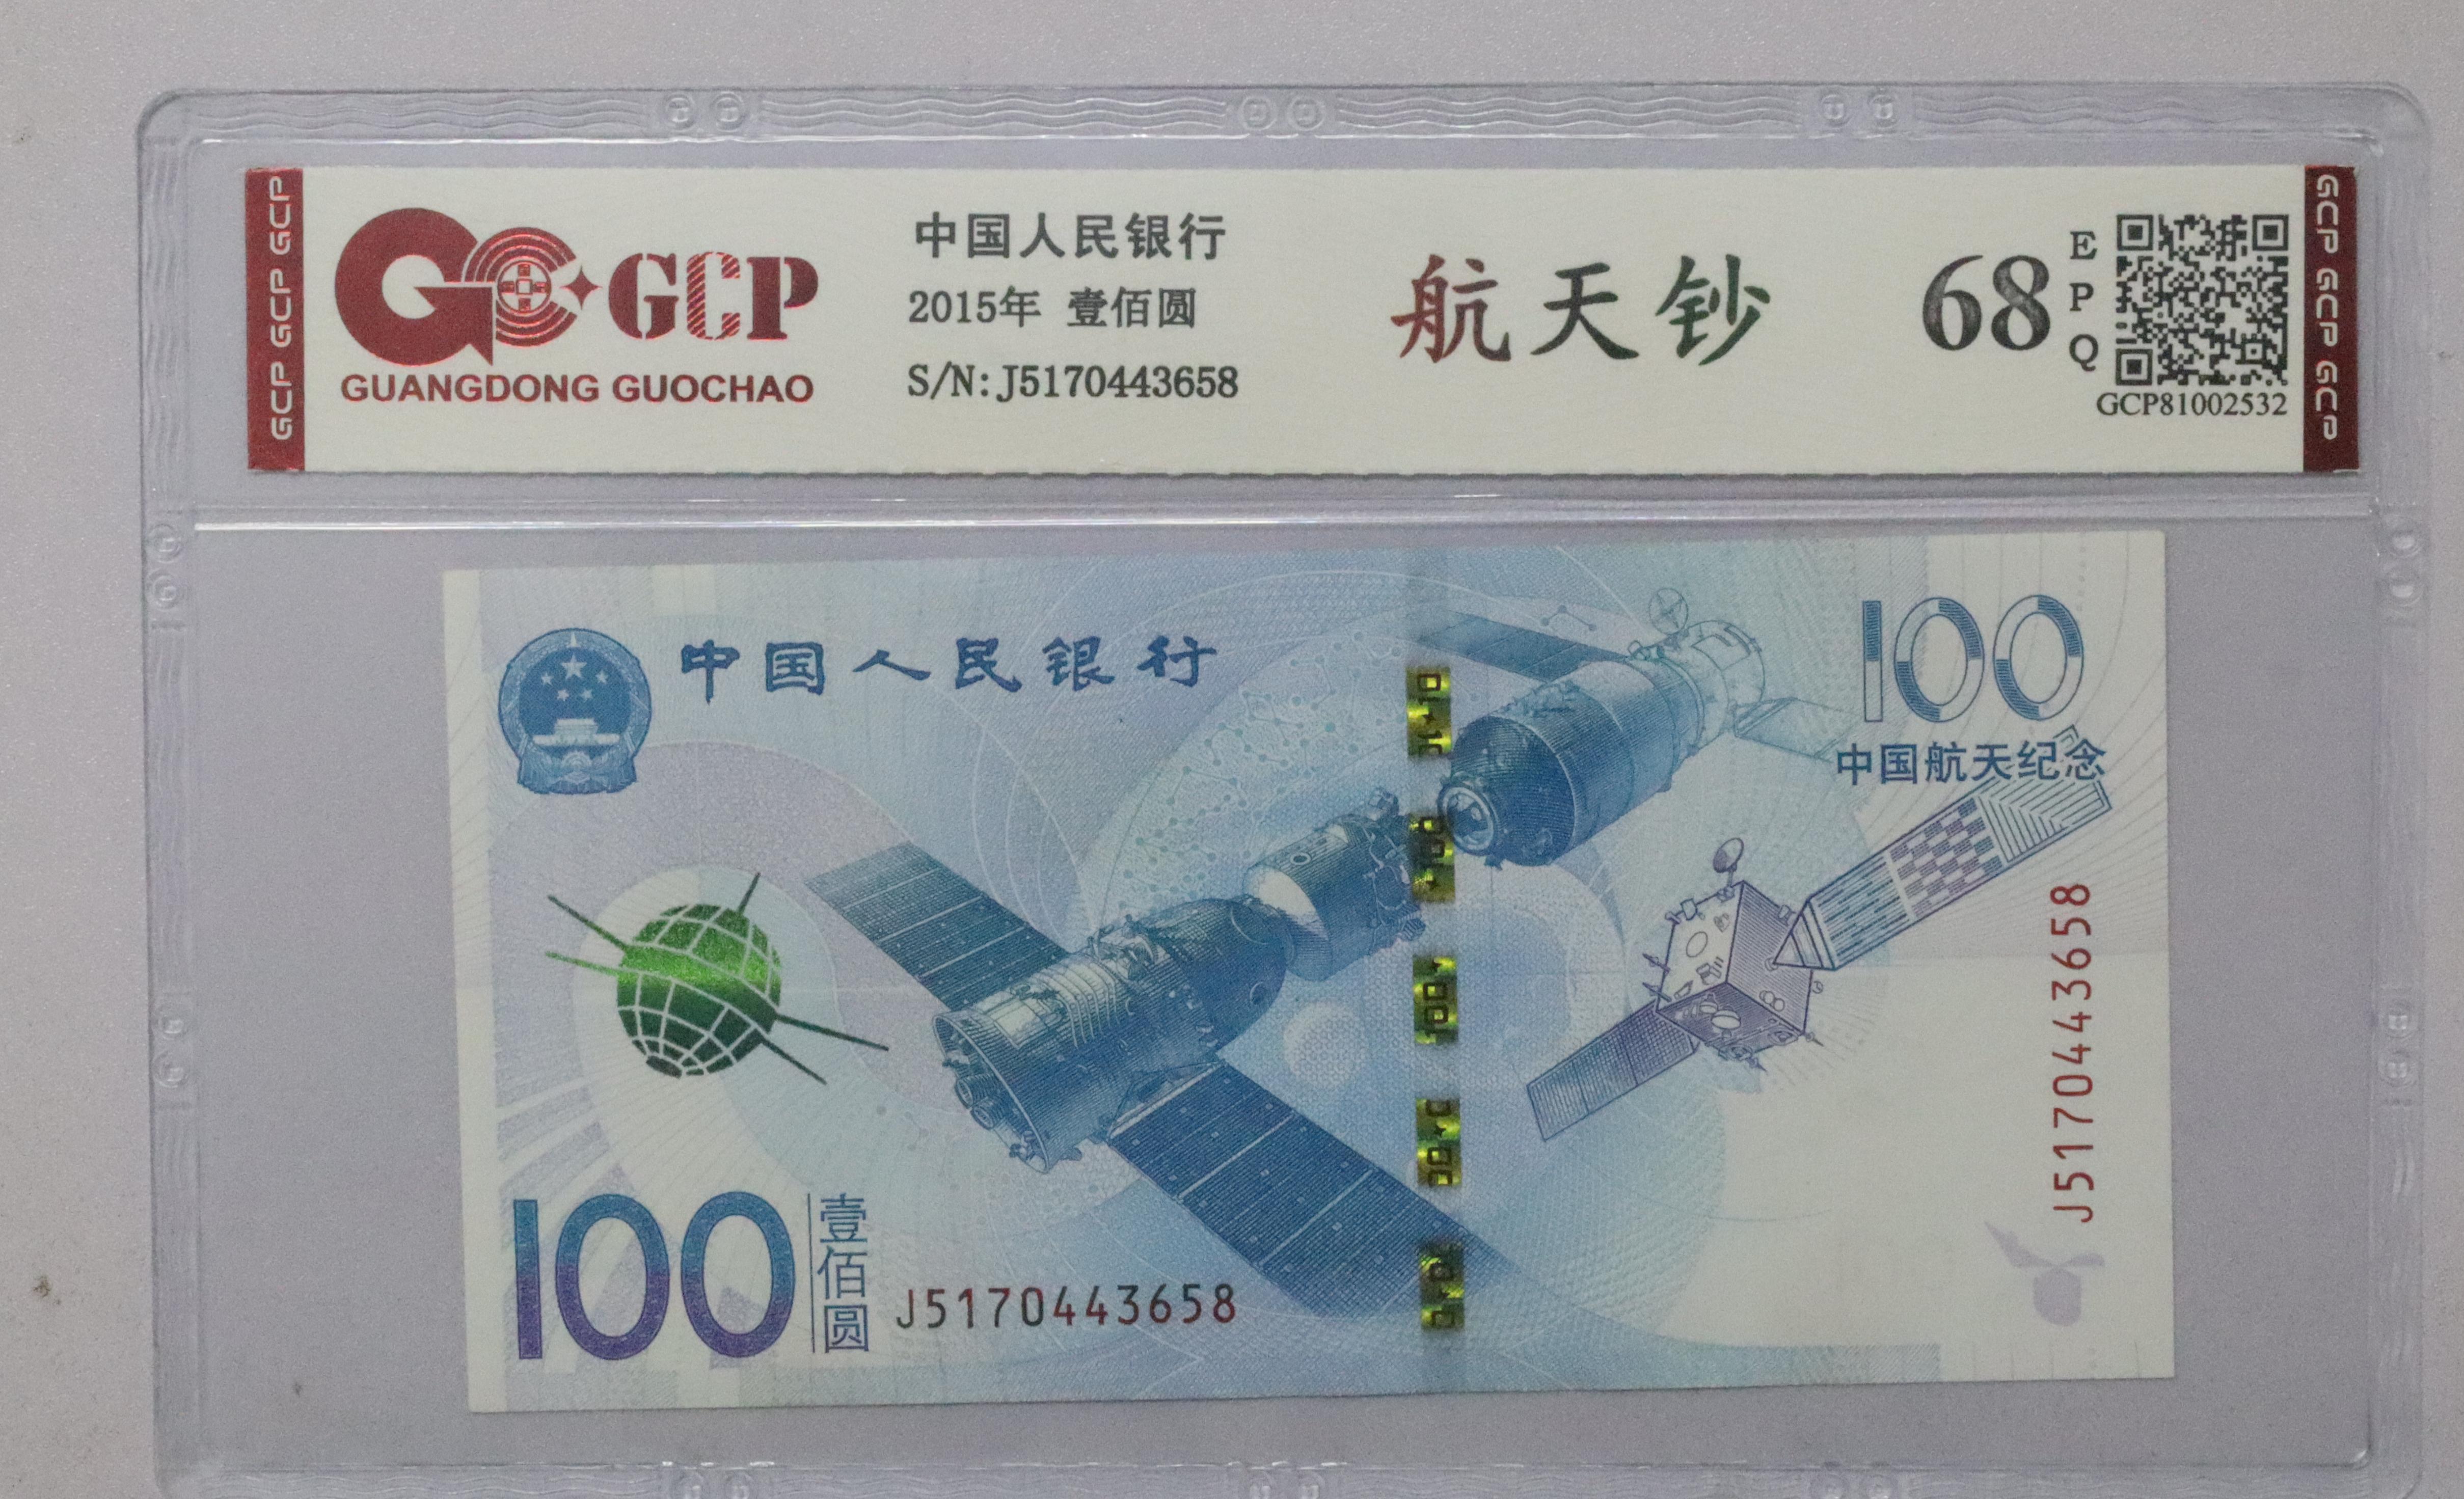 GCP GCP GCP
GCP
GUANGDONG GUOCHAO
中国人民银行
2015年 壹佰圆
S/N: J5170443658
航天钞
68
E
P
Q
GCP81002532
GCP GCP GCP
中国人民银行
100
中国航天纪念
J5170443658
100
壹佰圆
J5170443658